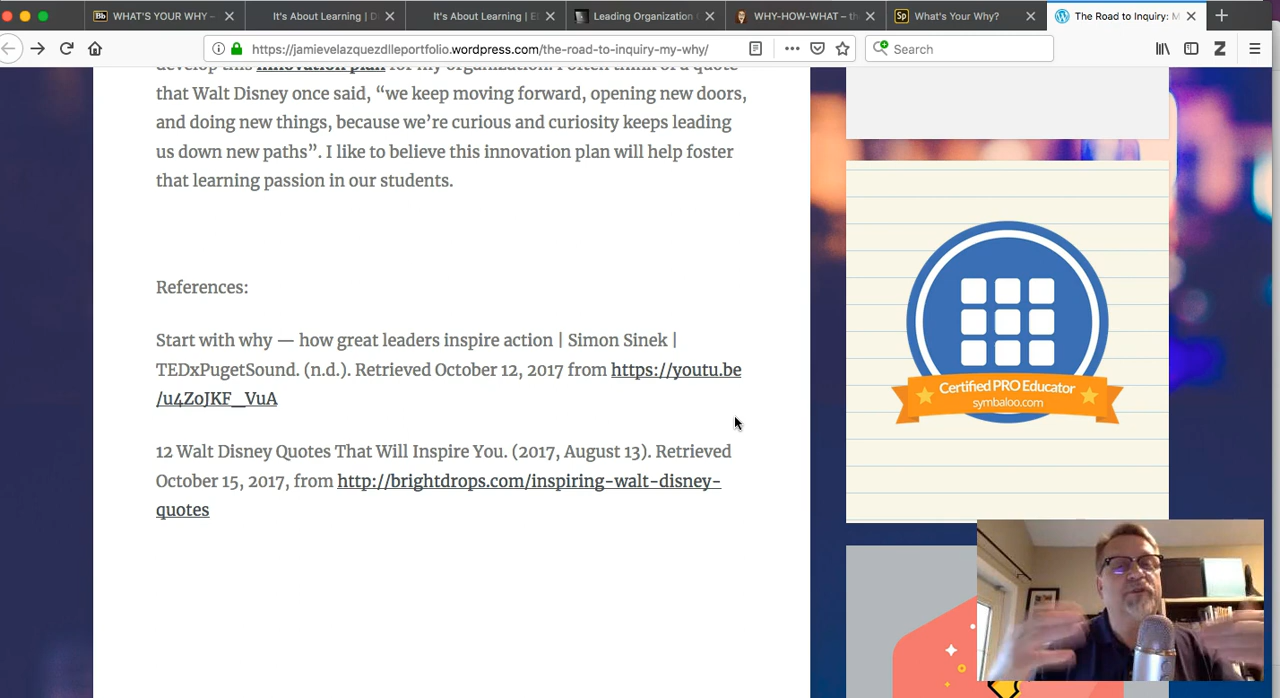 WHAT'S YOUR WHY –
It's About Learning | D
It's About Learning | El
Leading Organization
WHY-HOW-WHAT – th
What's Your Why?
The Road to Inquiry: M
https://jamievelazquezdlleportfolio.wordpress.com/the-road-to-inquiry-my-why/
Search
develop this innovation plan for my organization. I often think of a quote
that Walt Disney once said, “we keep moving forward, opening new doors,
and doing new things, because we’re curious and curiosity keeps leading
us down new paths”. I like to believe this innovation plan will help foster
that learning passion in our students.
References:
Start with why — how great leaders inspire action | Simon Sinek |
TEDxPugetSound. (n.d.). Retrieved October 12, 2017 from https://youtu.be
/u4ZoJKF_VuA
12 Walt Disney Quotes That Will Inspire You. (2017, August 13). Retrieved
October 15, 2017, from http://brightdrops.com/inspiring-walt-disney-
quotes
Certified PRO Educator
symbaloo.com